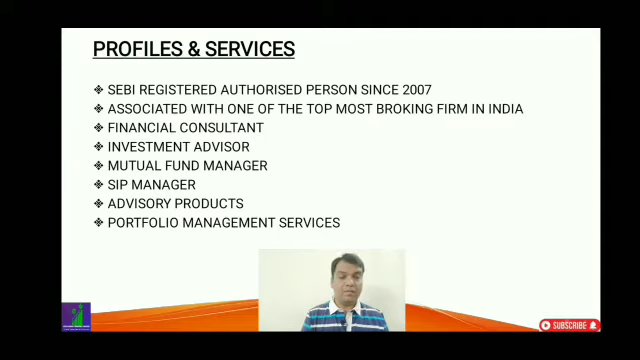 PROFILES & SERVICES
❖ SEBI REGISTERED AUTHORISED PERSON SINCE 2007
❖ ASSOCIATED WITH ONE OF THE TOP MOST BROKING FIRM IN INDIA
❖ FINANCIAL CONSULTANT
❖ INVESTMENT ADVISOR
❖ MUTUAL FUND MANAGER
❖ SIP MANAGER
❖ ADVISORY PRODUCTS
❖ PORTFOLIO MANAGEMENT SERVICES
SUBSCRIBE